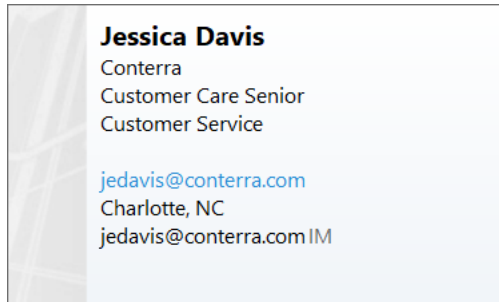 Jessica Davis
Conterra
Customer Care Senior
Customer Service
jedavis@conterra.com
Charlotte, NC
jedavis@conterra.com IM